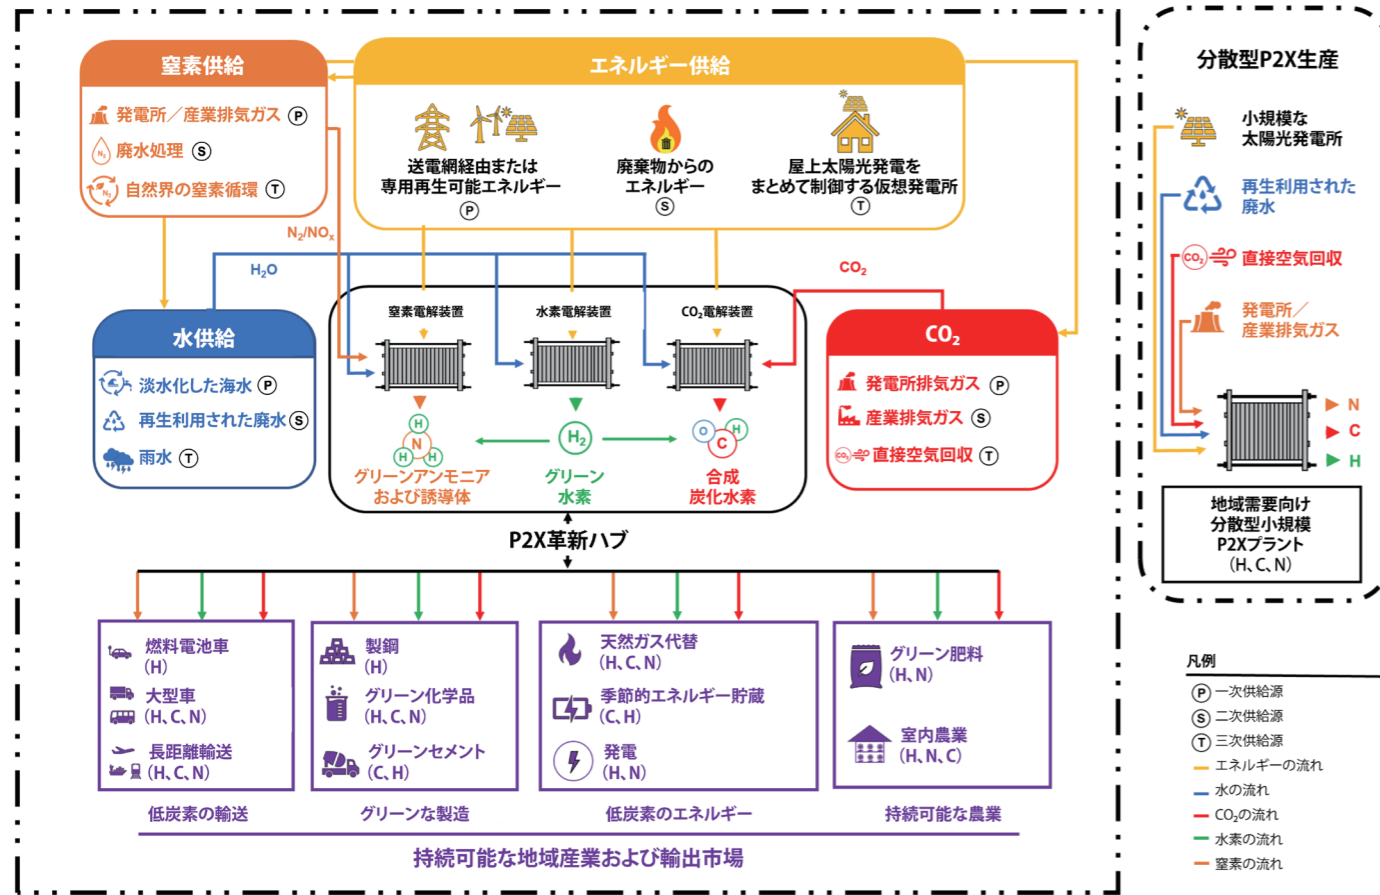 窒素供給
発電所／産業排気ガス P
N₂
廃水処理 S
N₂
自然界の窒素循環 T
エネルギー供給
送電網経由または
専用再生可能エネルギー
P
廃棄物からの
エネルギー
S
屋上太陽光発電を
まとめて制御する仮想発電所
T
N₂/NOₓ
H₂O
CO₂
水供給
淡水化した海水 P
再生利用された廃水 S
雨水 T
窒素電解装置
水素電解装置
CO₂電解装置
H
N
H H
グリーンアンモニア
および誘導体
H₂
グリーン
水素
O H
C
合成
炭化水素
CO₂
発電所排気ガス P
産業排気ガス S
CO₂ 直接空気回収 T
P2X革新ハブ
燃料電池車
(H)
大型車
(H、C、N)
長距離輸送
(H、C、N)
低炭素の輸送
製鋼
(H)
グリーン化学品
(H、C、N)
グリーンセメント
(C、H)
グリーンな製造
天然ガス代替
(H、C、N)
季節的エネルギー貯蔵
(C、H)
発電
(H、N)
低炭素のエネルギー
グリーン肥料
(H、N)
室内農業
(H、N、C)
持続可能な農業
持続可能な地域産業および輸出市場
分散型P2X生産
小規模な
太陽光発電所
再生利用された
廃水
CO₂ 直接空気回収
発電所／
産業排気ガス
N
C
H
地域需要向け
分散型小規模
P2Xプラント
(H、C、N)
凡例
P 一次供給源
S 二次供給源
T 三次供給源
エネルギーの流れ
水の流れ
CO₂の流れ
水素の流れ
窒素の流れ